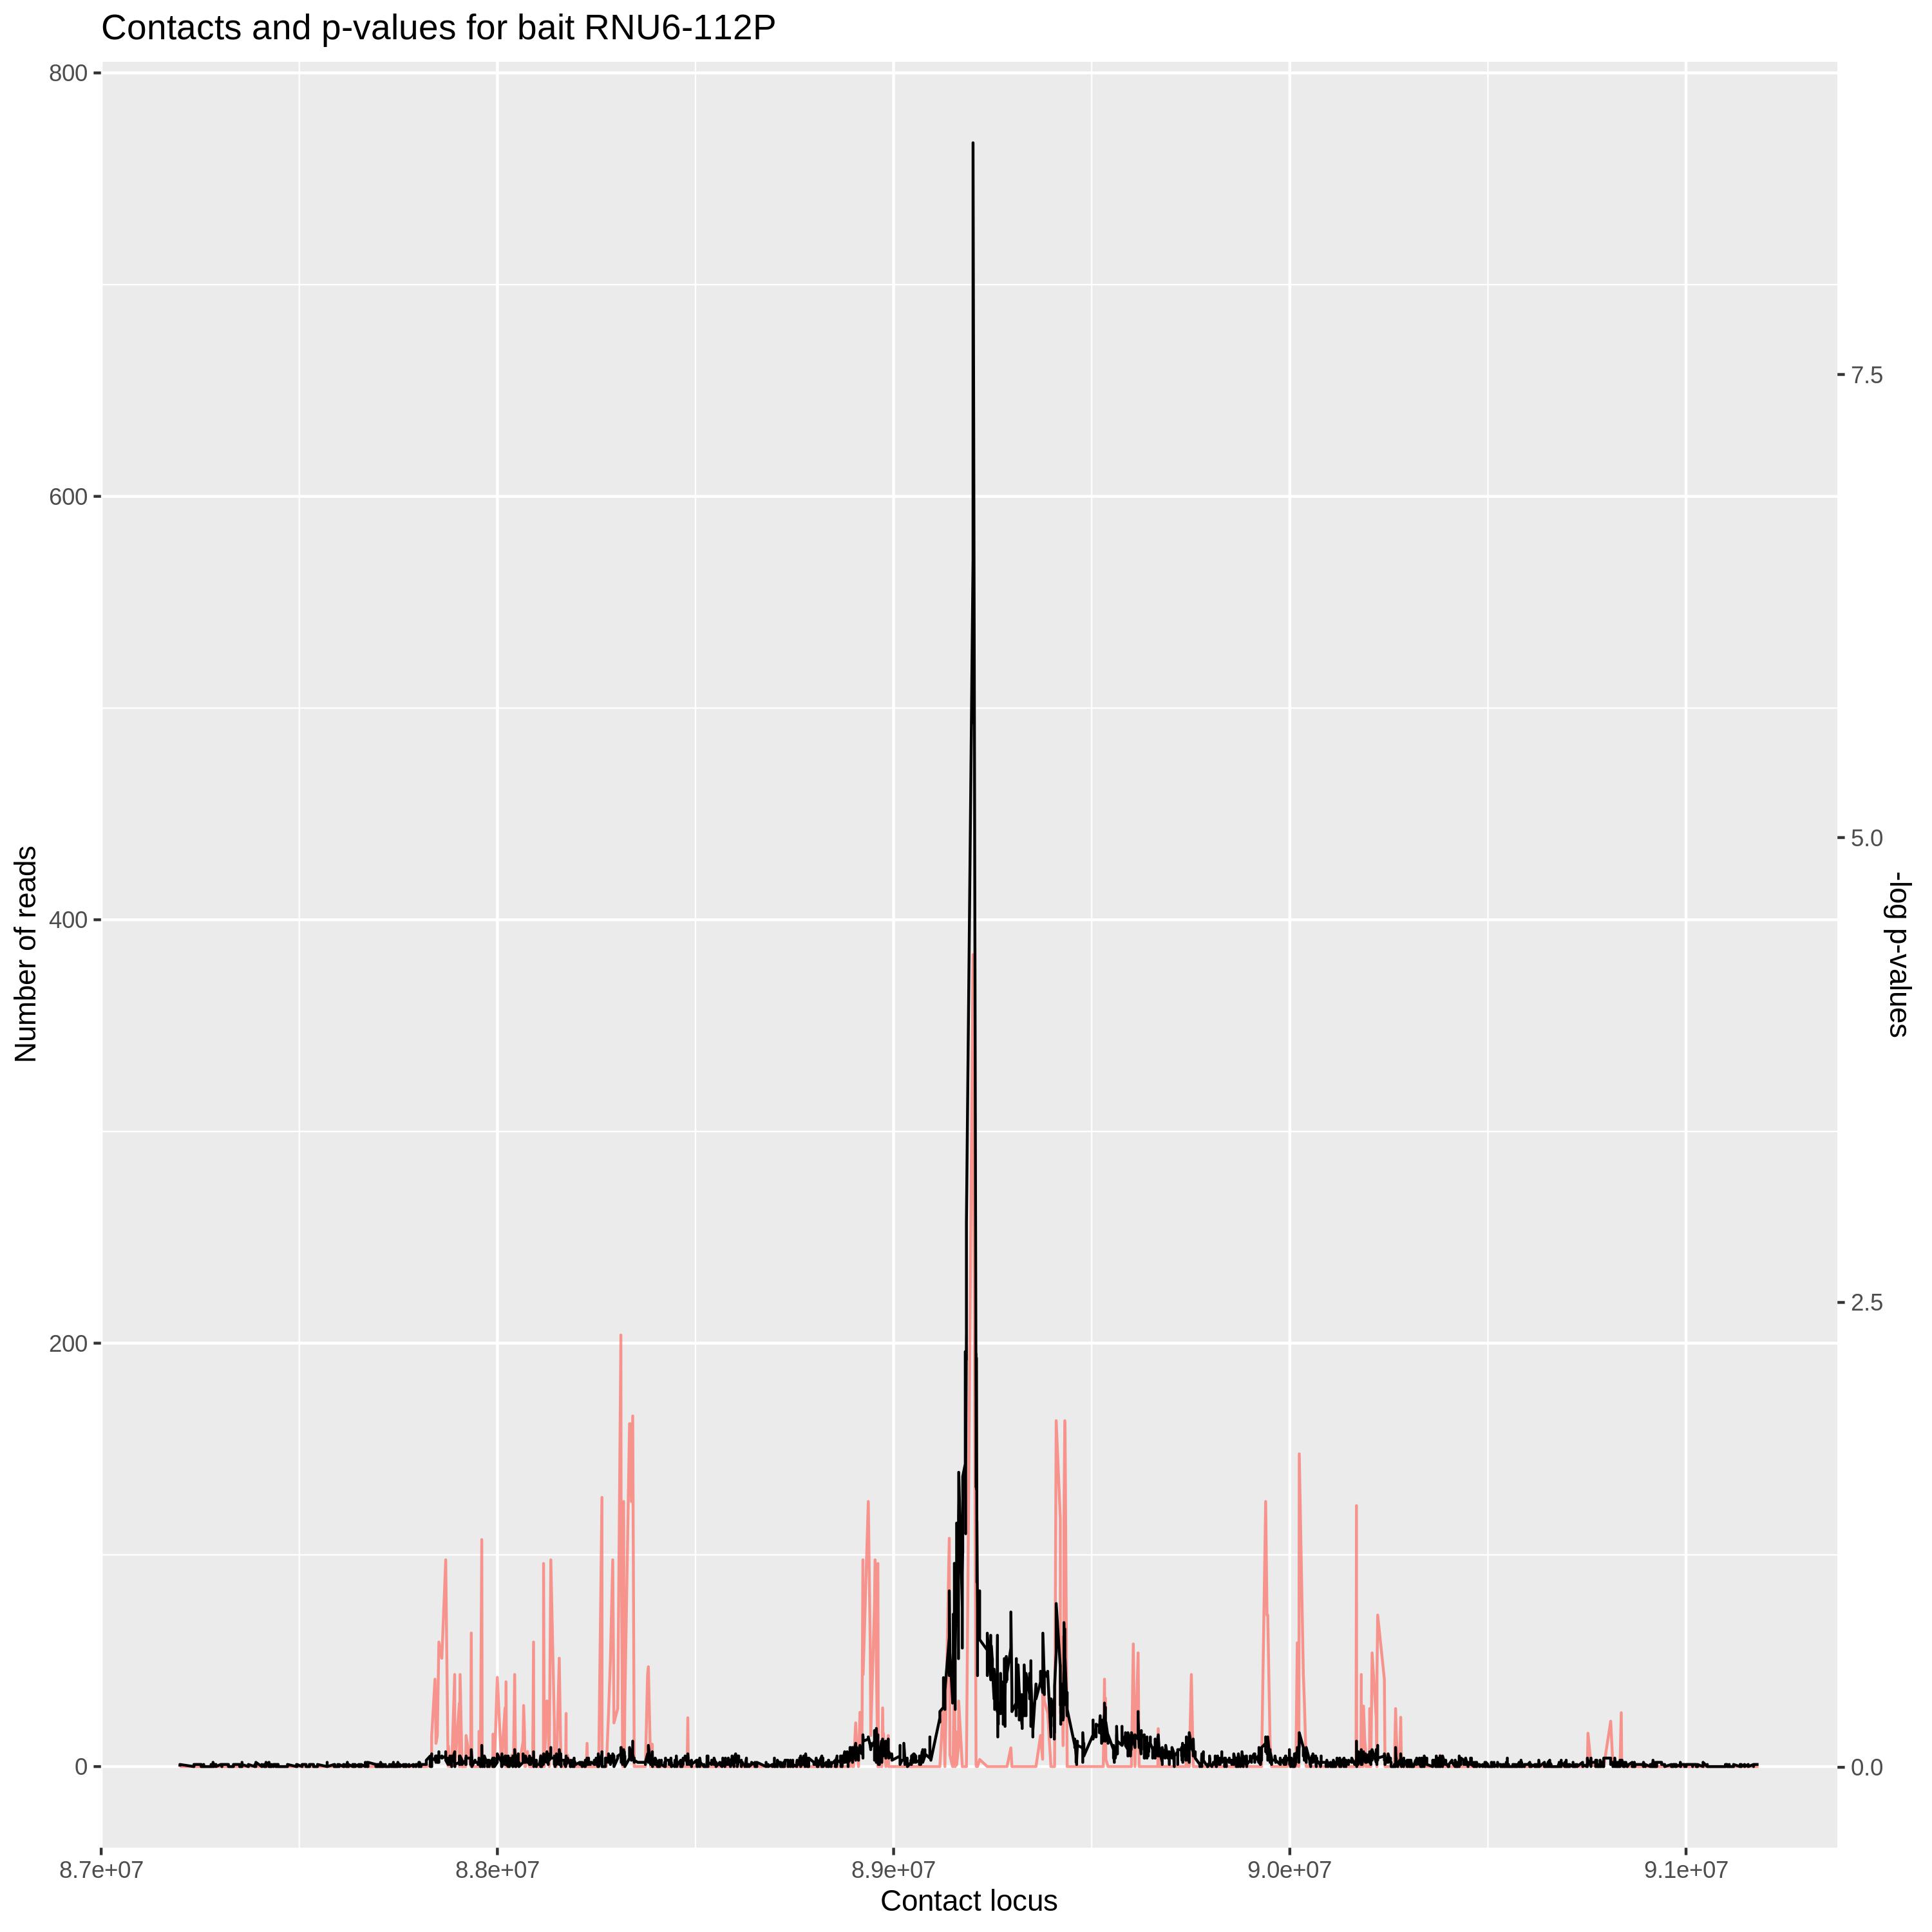 Contacts and p-values for bait RNU6-112P
800
600
400
200
0
Number of reads
7.5
5.0
2.5
0.0
-log p-values
8.7e+07
8.8e+07
8.9e+07
9.0e+07
9.1e+07
Contact locus